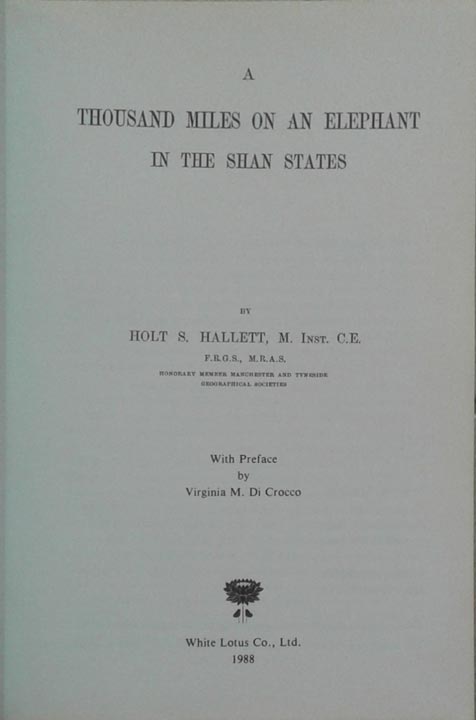 A
THOUSAND MILES ON AN ELEPHANT
IN THE SHAN STATES
BY
HOLT S. HALLETT, M. INST. C.E.
F.R.G.S., M.R.A.S.
HONORARY MEMBER MANCHESTER AND TYNESIDE
GEOGRAPHICAL SOCIETIES
With Preface
by
Virginia M. Di Crocco
White Lotus Co., Ltd.
1988